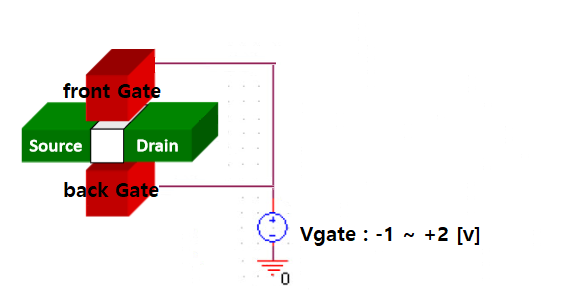 front Gate
Source
Drain
back Gate
+
-
Vgate : -1 ~ +2 [v]
0